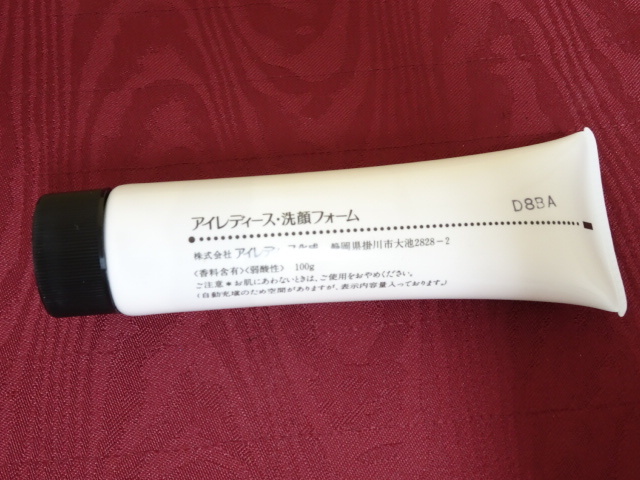 アイレディース・洗顔フォーム
D8BA
株式会社 アイレデ 静岡県掛川市大池2828-2
〈香料含有〉〈弱酸性〉 100g
ご注意*お肌にあわないときは、ご使用をおやめください。
(自動充填のため空間がありますが、表示内容量入っております。)